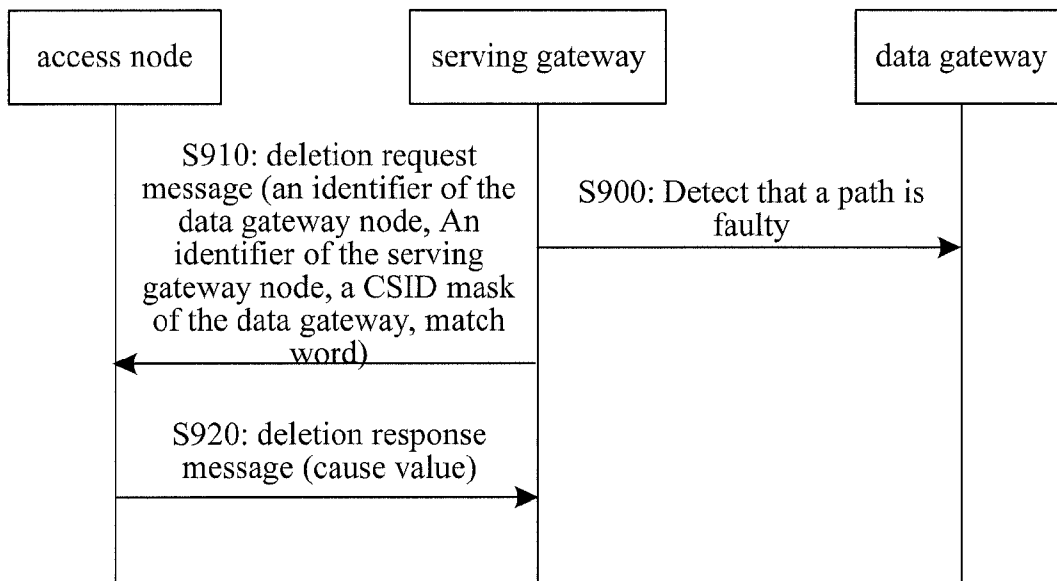 access node
serving gateway
data gateway
S910: deletion request
message (an identifier of the
data gateway node, An
identifier of the serving
gateway node, a CSID mask
of the data gateway, match
word)
S900: Detect that a path is
faulty
S920: deletion response
message (cause value)